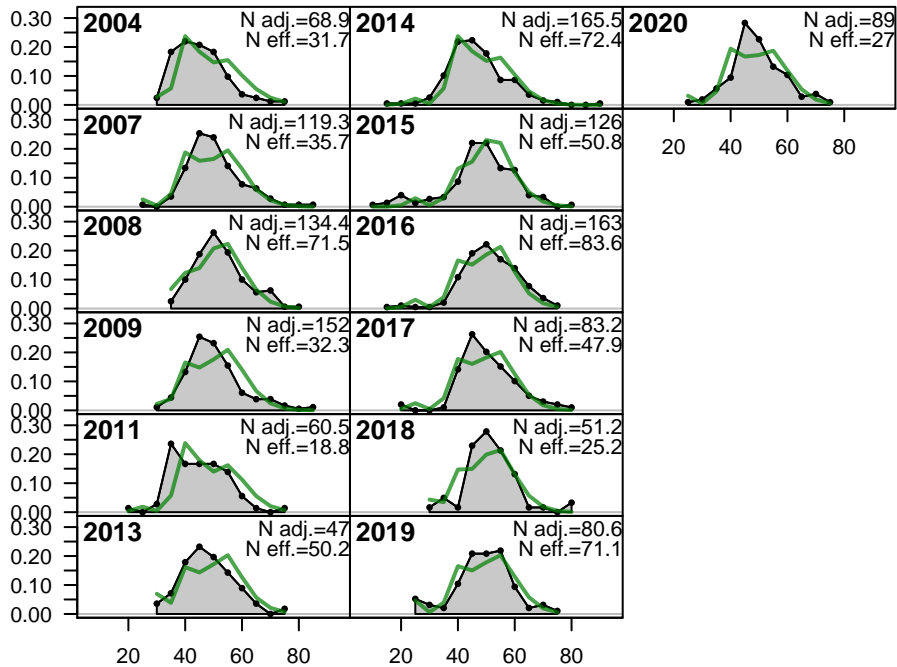 0.30 2004 N adj.=68.9 2014 N adj.=165.5 2020 N adj.=89
N eff.=31.7 N eff.=72.4 N eff.=27
0.20
0.10
0.00
0.30 2007 N adj.=119.3 2015 N adj.=126
N eff.=35.7 N eff.=50.8
0.20 20 40 60 80
0.10
0.00
0.30 2008 N adj.=134.4 2016 N adj.=163
N eff.=71.5 N eff.=83.6
0.20
0.10
0.00
0.30 2009 N adj.=152 2017 N adj.=83.2
N eff.=32.3 N eff.=47.9
0.20
0.10
0.00
0.30 2011 N adj.=60.5 2018 N adj.=51.2
N eff.=18.8 N eff.=25.2
0.20
0.10
0.00
0.30 2013 N adj.=47 2019 N adj.=80.6
N eff.=50.2 N eff.=71.1
0.20
0.10
0.00
20 40 60 80 20 40 60 80